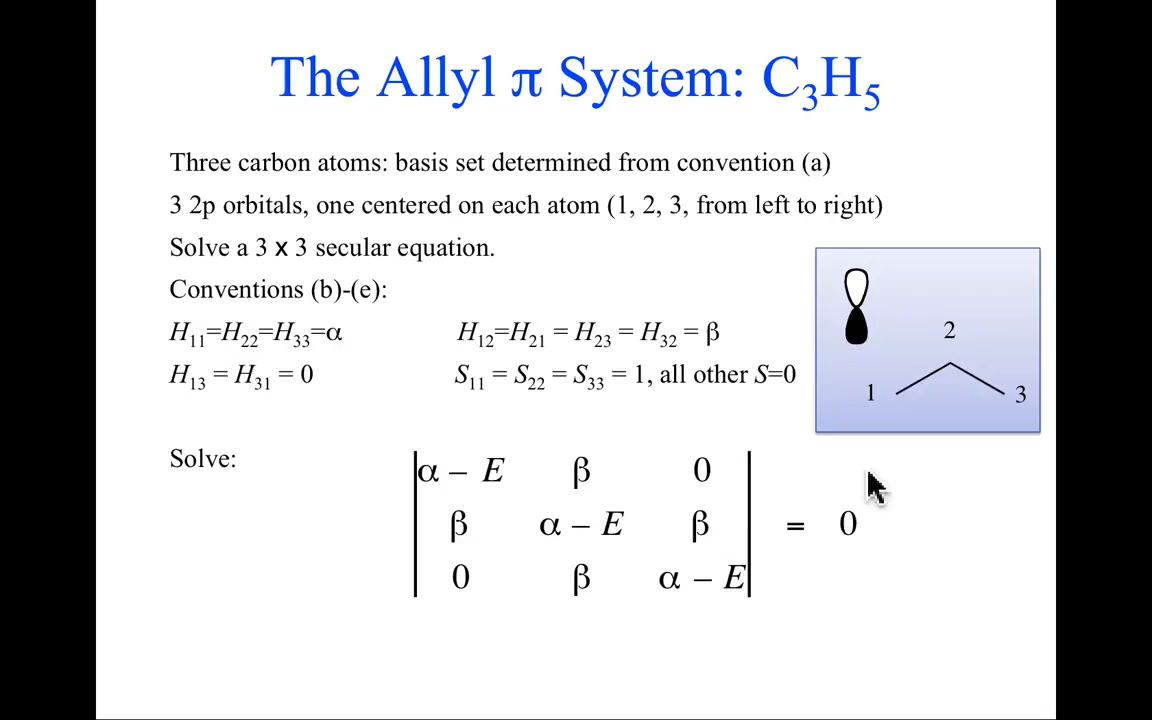 The Allyl π System: C₃H₅
Three carbon atoms: basis set determined from convention (a)
3 2p orbitals, one centered on each atom (1, 2, 3, from left to right)
Solve a 3 x 3 secular equation.
Conventions (b)-(e):
H₁₁=H₂₂=H₃₃=α H₁₂=H₂₁ = H₂₃ = H₃₂ = β
H₁₃ = H₃₁ = 0 S₁₁ = S₂₂ = S₃₃ = 1, all other S=0
2
1 3
Solve:
α – E β 0
β α – E β = 0
0 β α – E